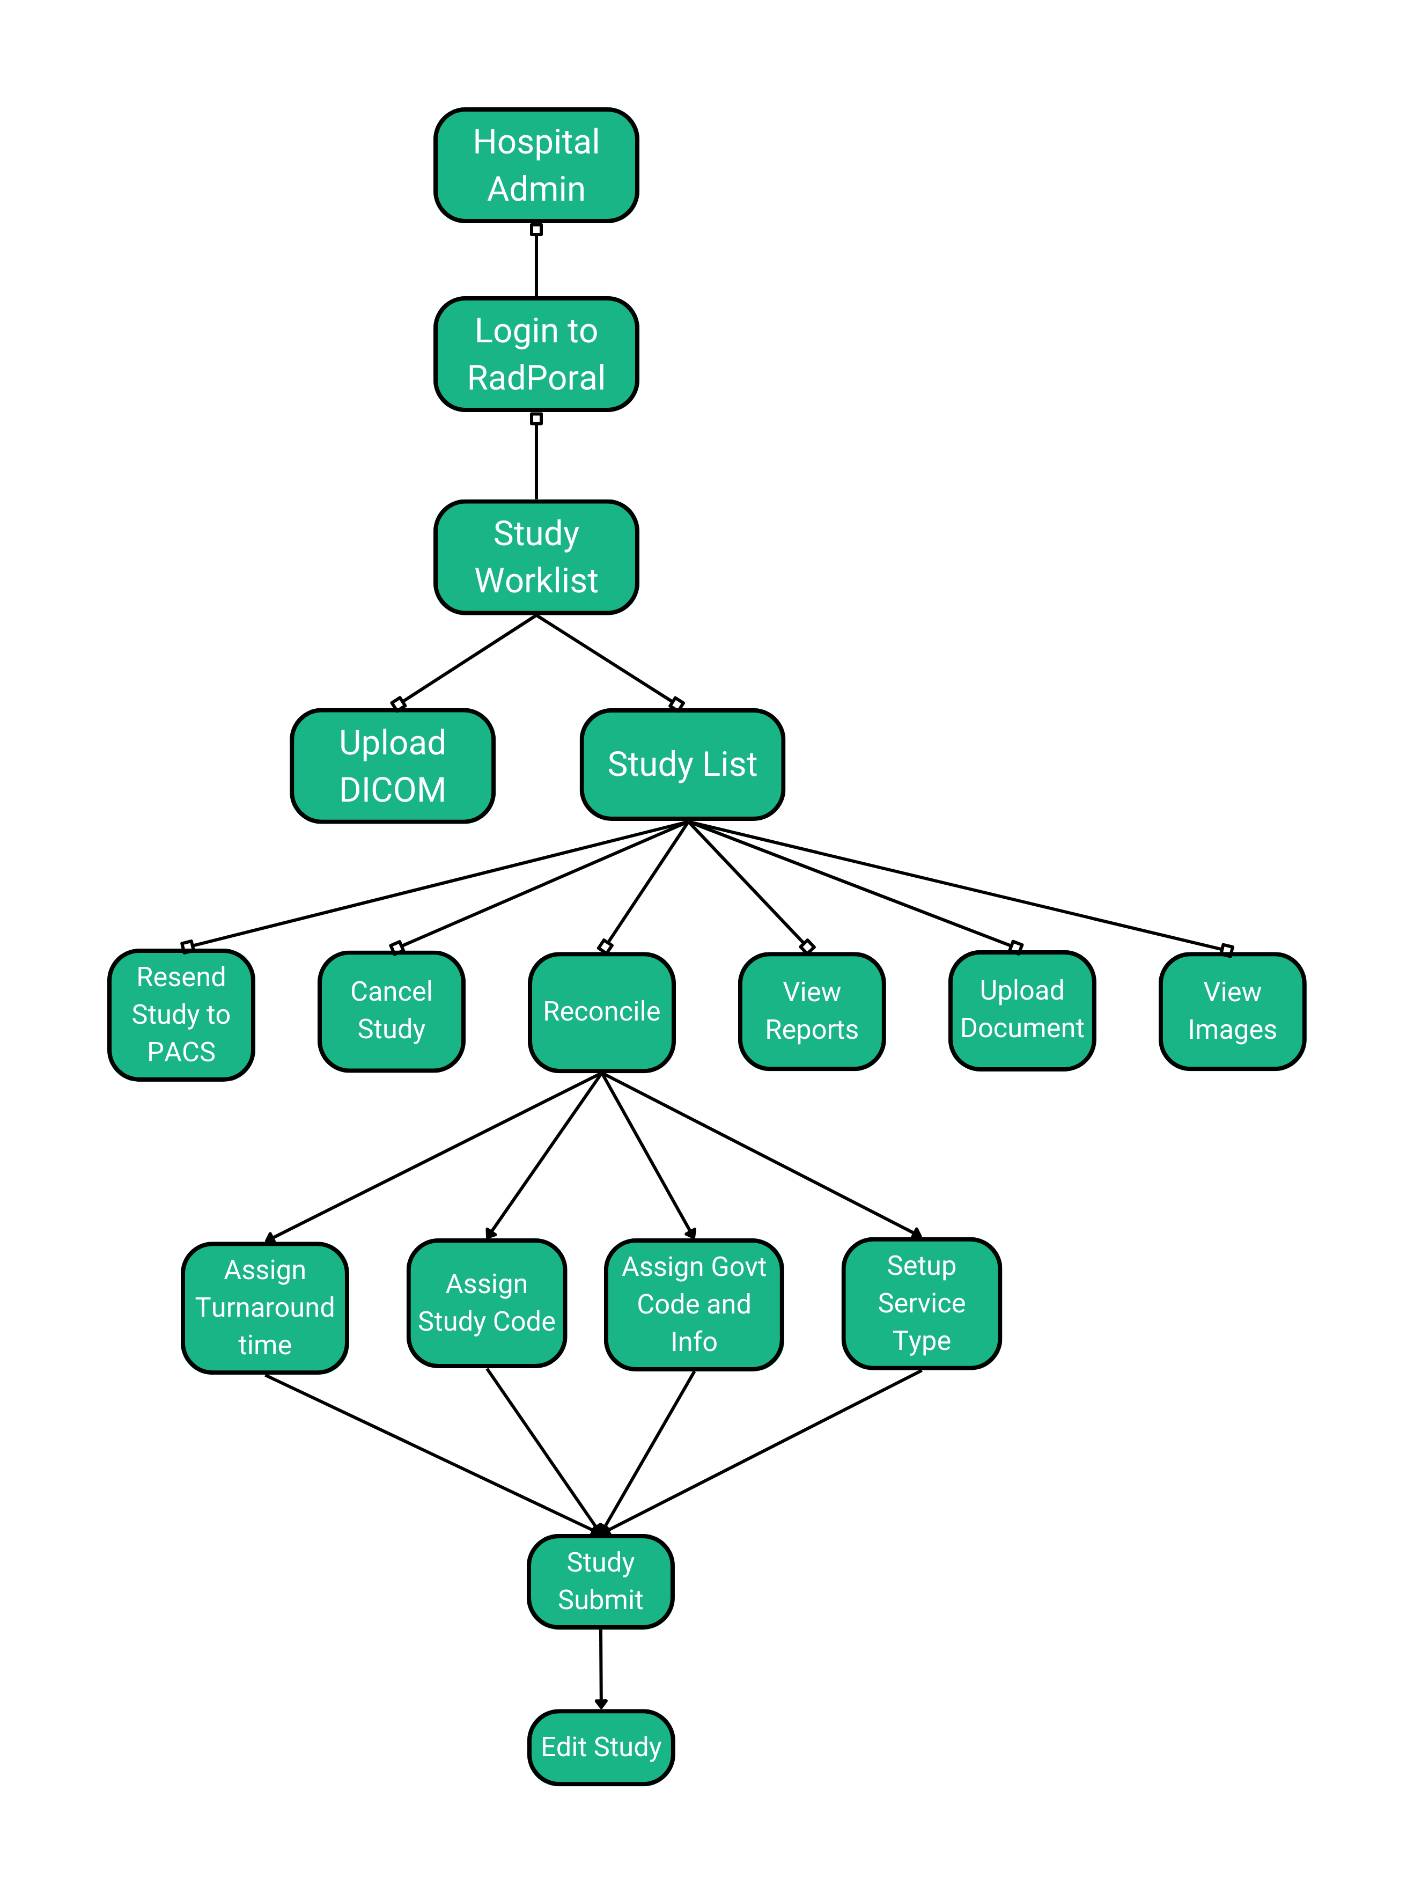 Hospital
Admin
Login to
RadPoral
Study
Worklist
Upload
DICOM
Study List
Resend
Study to
PACS
Cancel
Study
Reconcile
View
Reports
Upload
Document
View
Images
Assign
Turnaround
time
Assign
Study Code
Assign Govt
Code and
Info
Setup
Service
Type
Study
Submit
Edit Study